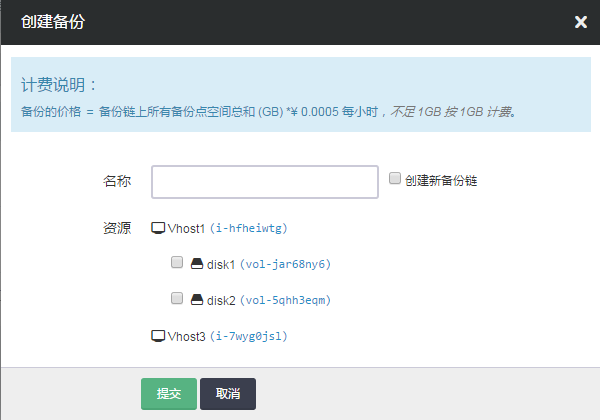 创建备份
计费说明：
备份的价格 = 备份链上所有备份点空间总和 (GB) *¥ 0.0005 每小时，不足 1GB 按 1GB 计费。
名称 创建新备份链
资源 Vhost1 (i-hfheiwtg)
disk1 (vol-jar68ny6)
disk2 (vol-5qhh3eqm)
Vhost3 (i-7wyg0jsl)
提交 取消